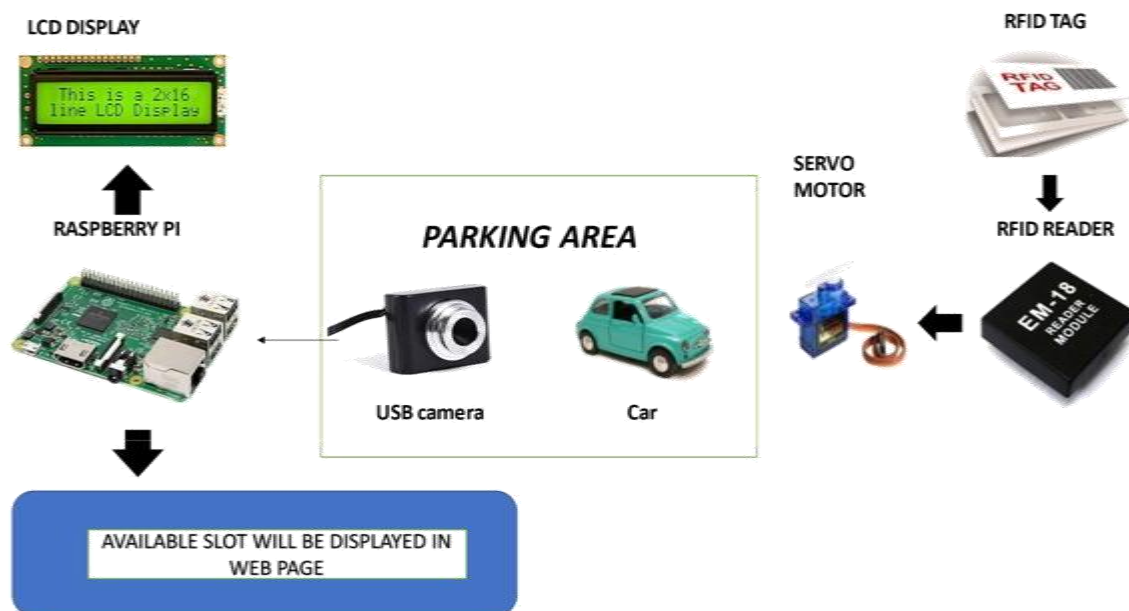 LCD DISPLAY
This is a 2x16
line LCD Display
RASPBERRY PI
PARKING AREA
USB camera
Car
SERVO
MOTOR
RFID TAG
RFID
TAG
RFID READER
EM-18
READER
MODULE
AVAILABLE SLOT WILL BE DISPLAYED IN
WEB PAGE